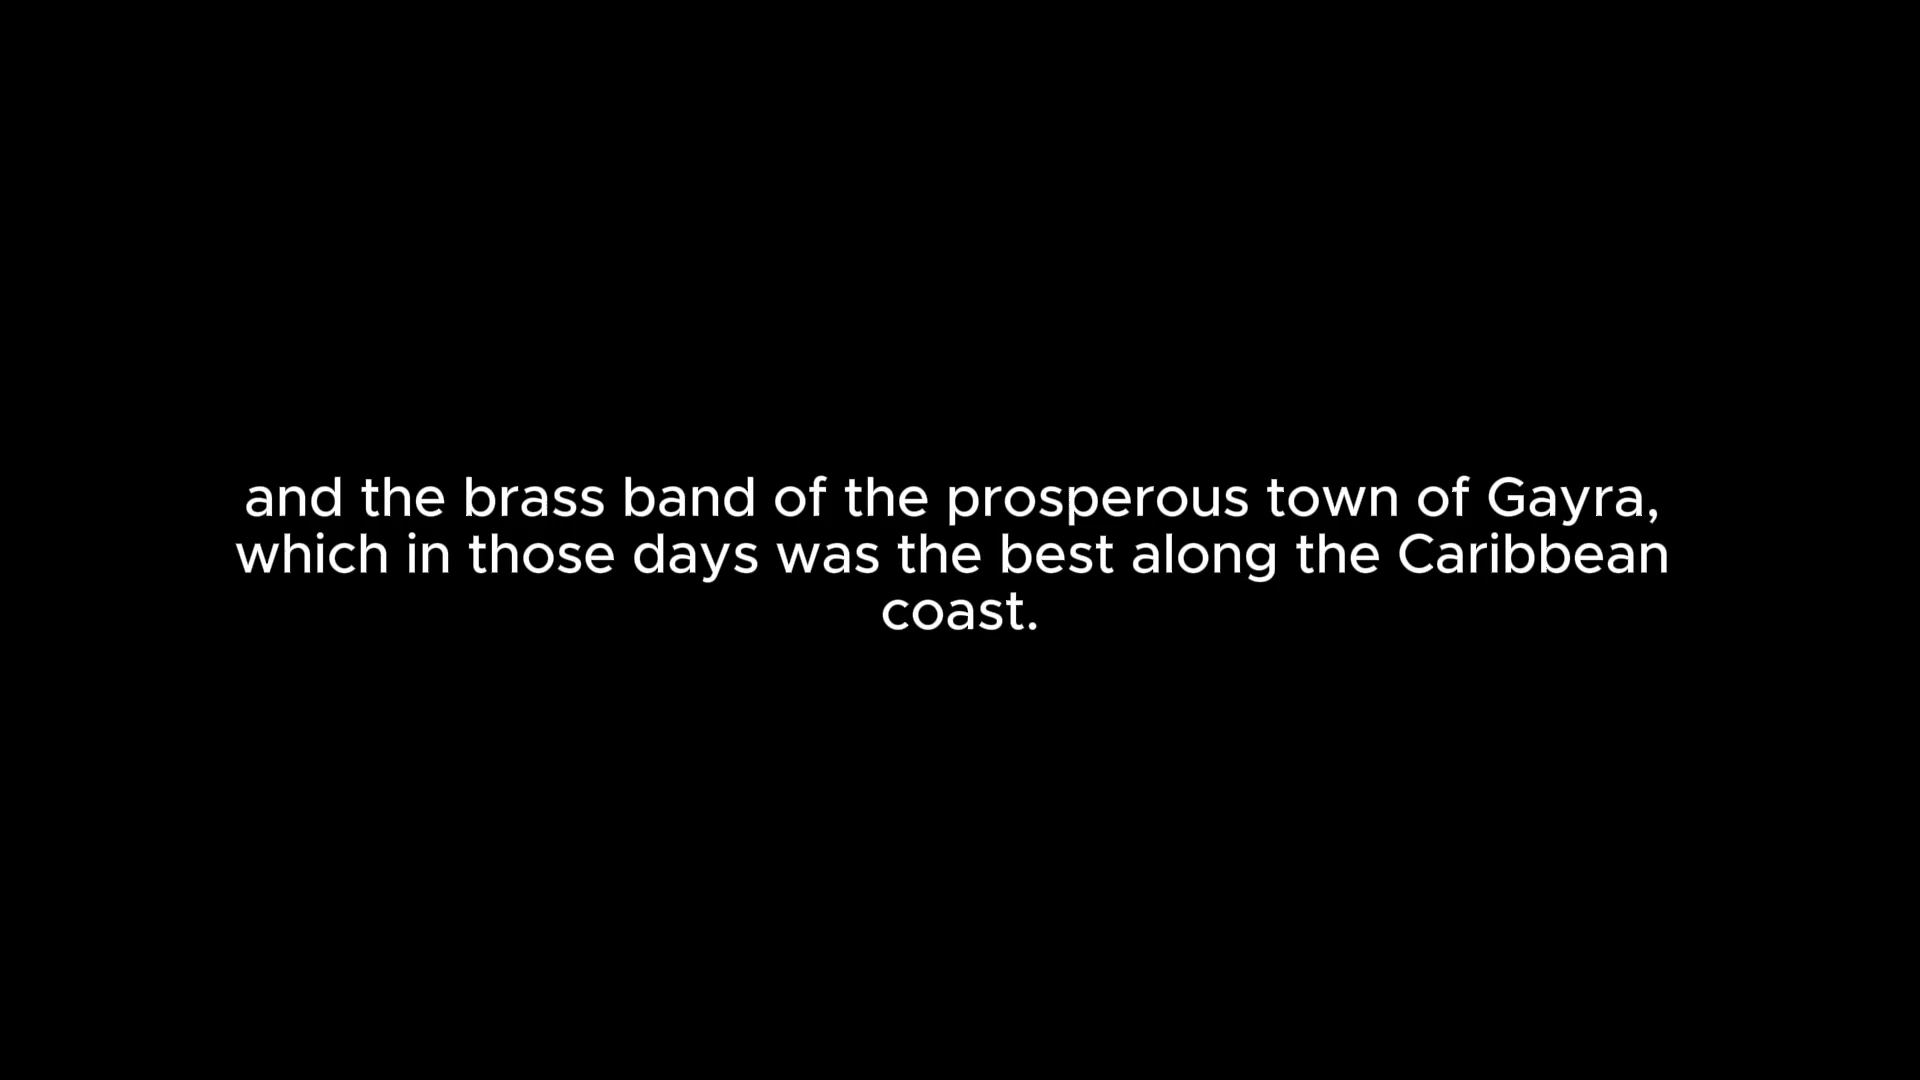 and the brass band of the prosperous town of Gayra,
which in those days was the best along the Caribbean
coast.